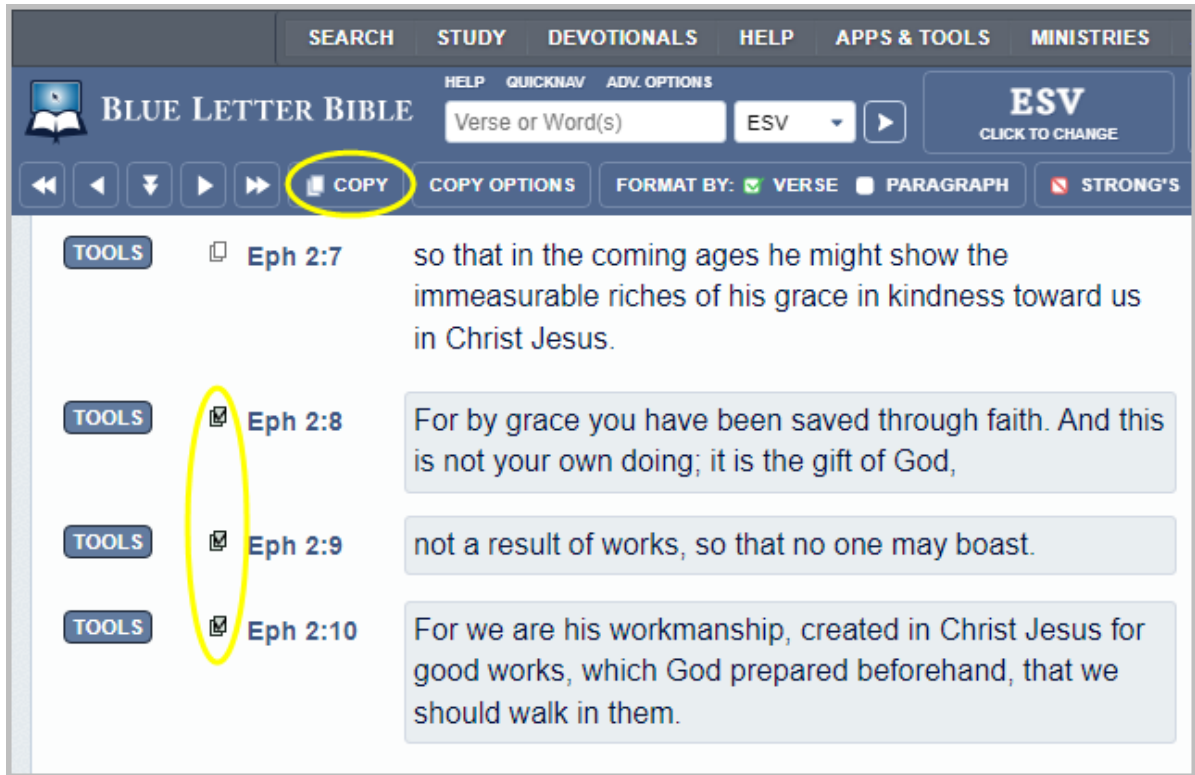 SEARCH STUDY DEVOTIONALS HELP APPS & TOOLS MINISTRIES
HELP QUICKNAV ADV. OPTIONS
BLUE LETTER BIBLE Verse or Word(s) ESV
ESV
CLICK TO CHANGE
COPY COPY OPTIONS FORMAT BY: VERSE PARAGRAPH STRONG'S
TOOLS Eph 2:7 so that in the coming ages he might show the
immeasurable riches of his grace in kindness toward us
in Christ Jesus.
TOOLS Eph 2:8 For by grace you have been saved through faith. And this
is not your own doing; it is the gift of God,
TOOLS Eph 2:9 not a result of works, so that no one may boast.
TOOLS Eph 2:10 For we are his workmanship, created in Christ Jesus for
good works, which God prepared beforehand, that we
should walk in them.